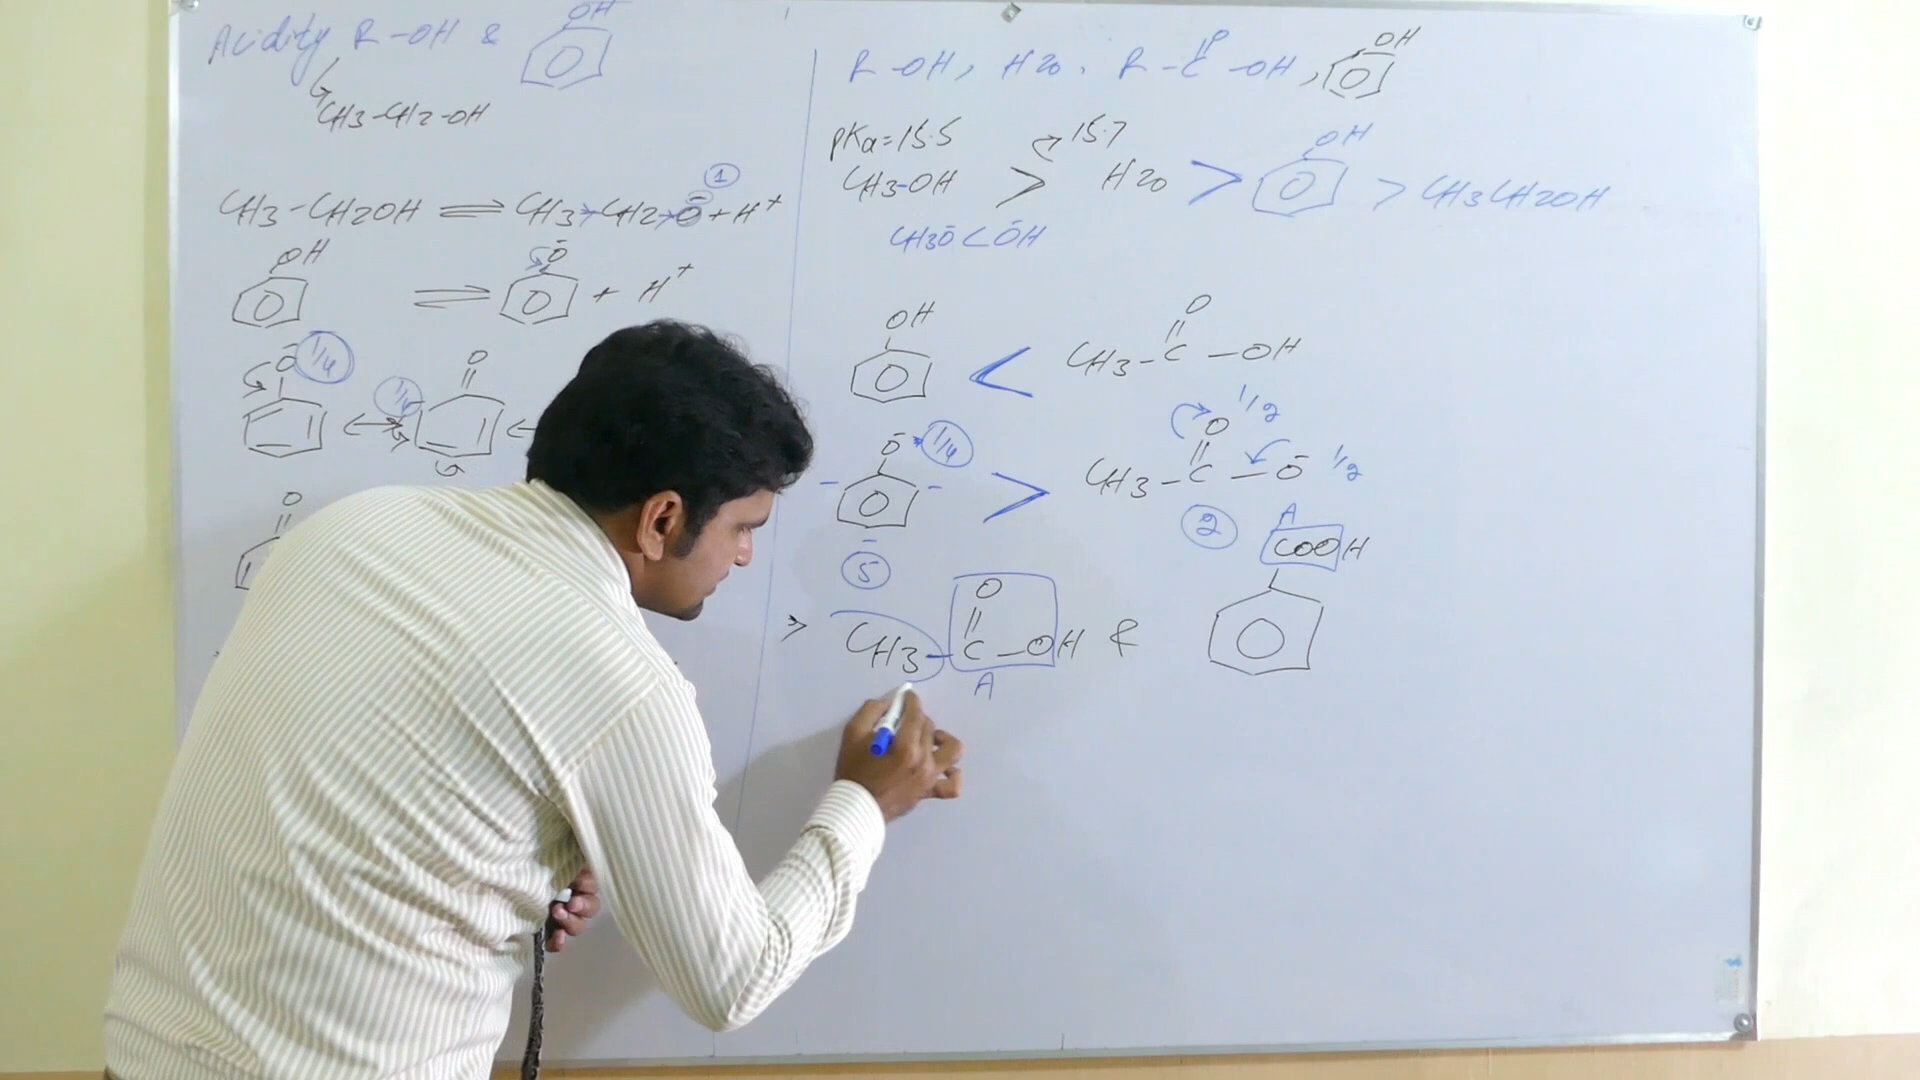 Acidity R-OH &
OH
CH3-CH2-OH
CH3-CH2OH ⇌ CH3-CH2-Ō + H+
1
OH
⇌
Ō
+ H+
Ō 1/4
1/4
O
O
R-OH, H2O, R-C-OH,
O
OH
pKa=15.5
15.7
CH3-OH > H2O >
OH
> CH3CH2OH
CH3Ō < ŌH
OH
<
O
CH3-C-OH
Ō 1/4
>
O 1/2
CH3-C-Ō 1/2
5
2
A
COOH
O
> CH3-C-OH &
A